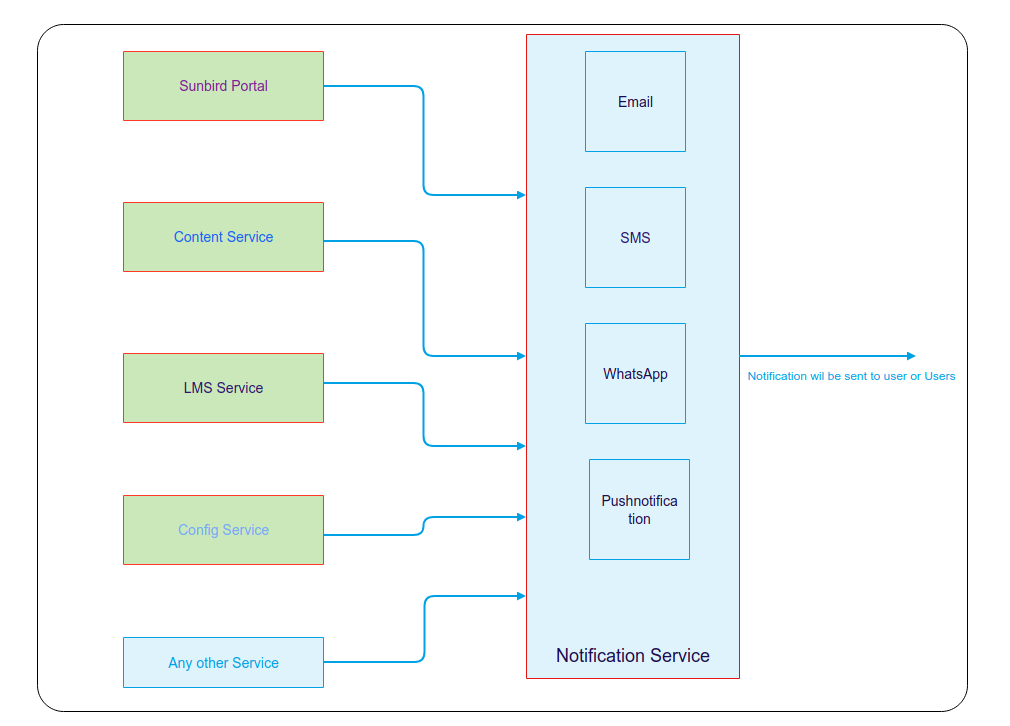 Sunbird Portal
Content Service
LMS Service
Config Service
Any other Service
Email
SMS
WhatsApp
Pushnotifica
tion
Notification Service
Notification wil be sent to user or Users